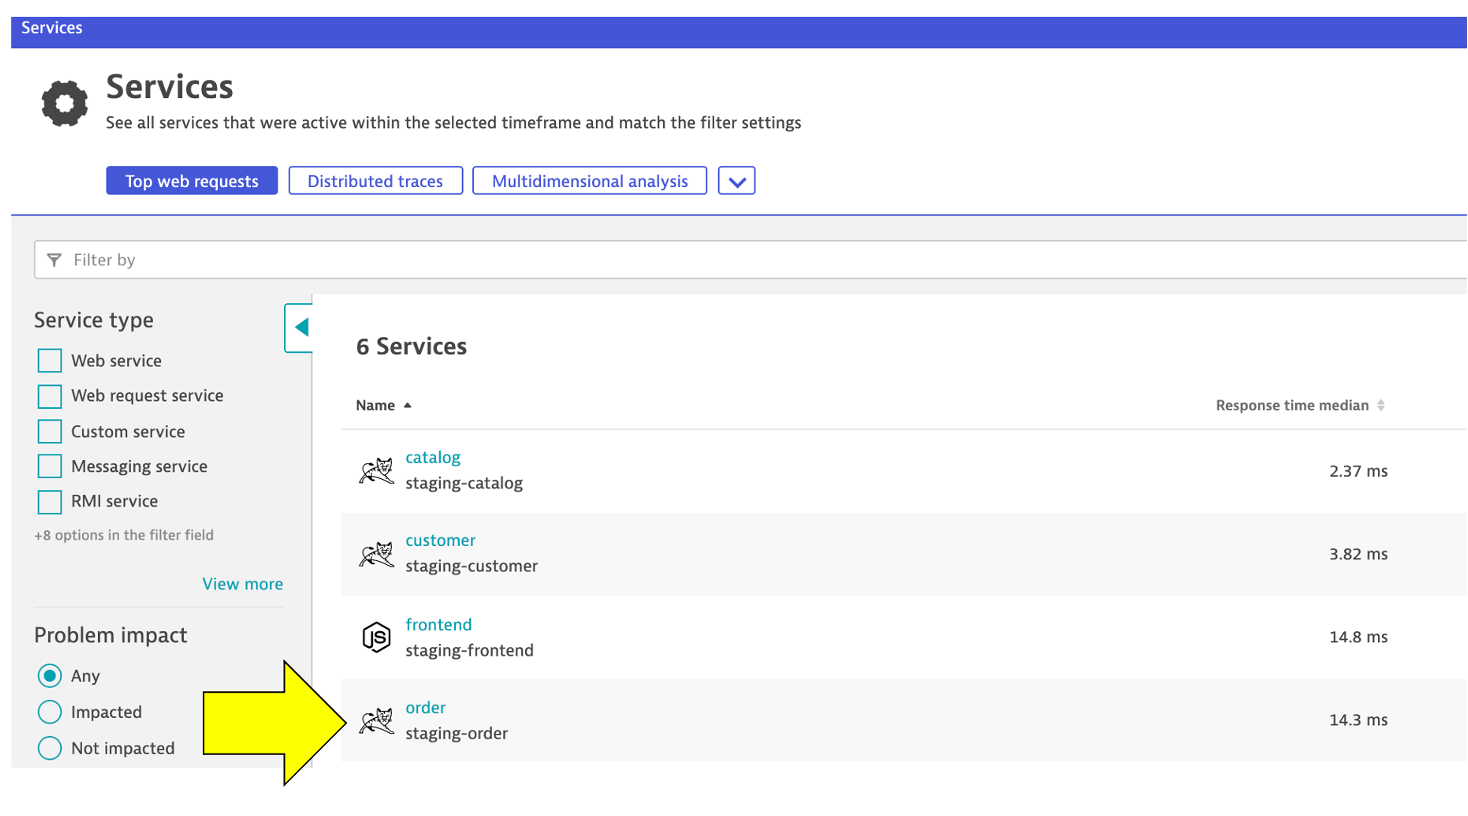 Services
Services
See all services that were active within the selected timeframe and match the filter settings
Top web requests Distributed traces Multidimensional analysis
Filter by
Service type
Web service
Web request service
Custom service
Messaging service
RMI service
+8 options in the filter field
View more
Problem impact
Any
Impacted
Not impacted
6 Services
Name Response time median
catalog
staging-catalog 2.37 ms
customer
staging-customer 3.82 ms
JS frontend
staging-frontend 14.8 ms
order
staging-order 14.3 ms